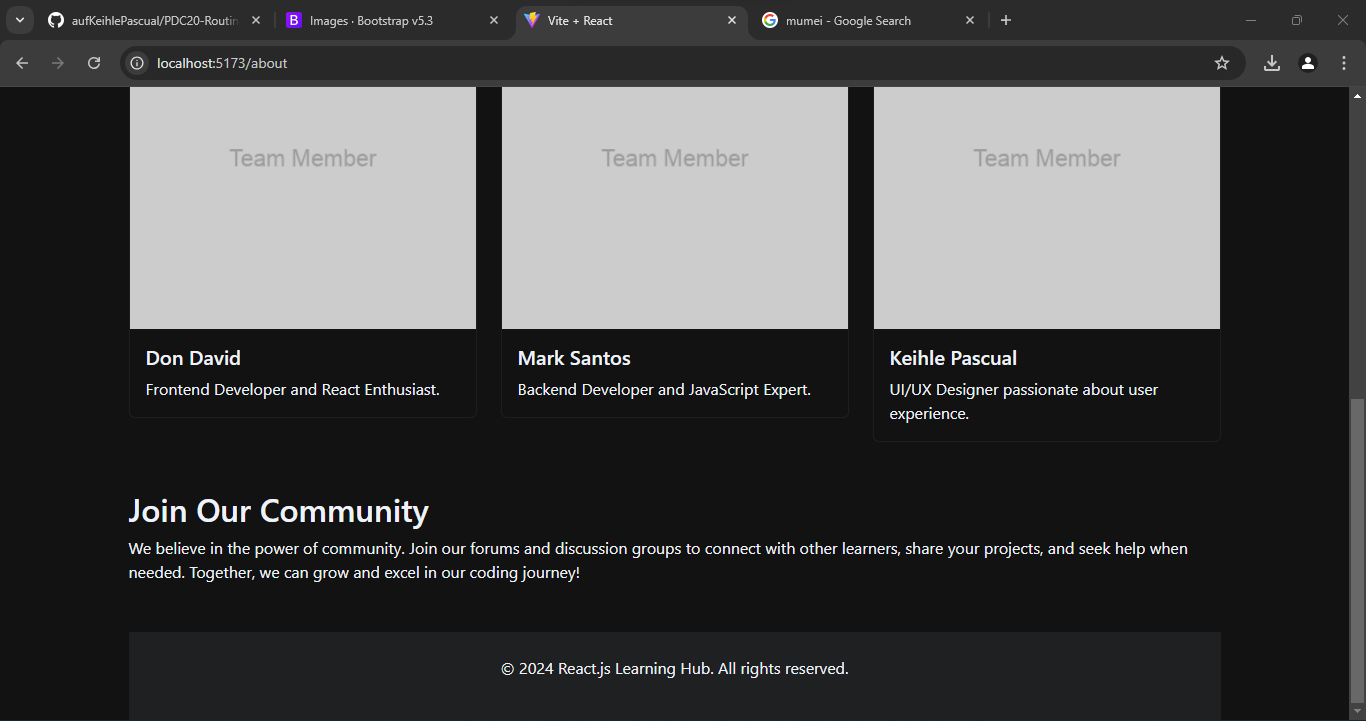 aufKeihlePascual/PDC20-Routin
Images · Bootstrap v5.3
Vite + React
mumei - Google Search
localhost:5173/about
Team Member
Team Member
Team Member
Don David
Frontend Developer and React Enthusiast.
Mark Santos
Backend Developer and JavaScript Expert.
Keihle Pascual
UI/UX Designer passionate about user
experience.
Join Our Community
We believe in the power of community. Join our forums and discussion groups to connect with other learners, share your projects, and seek help when
needed. Together, we can grow and excel in our coding journey!
© 2024 React.js Learning Hub. All rights reserved.